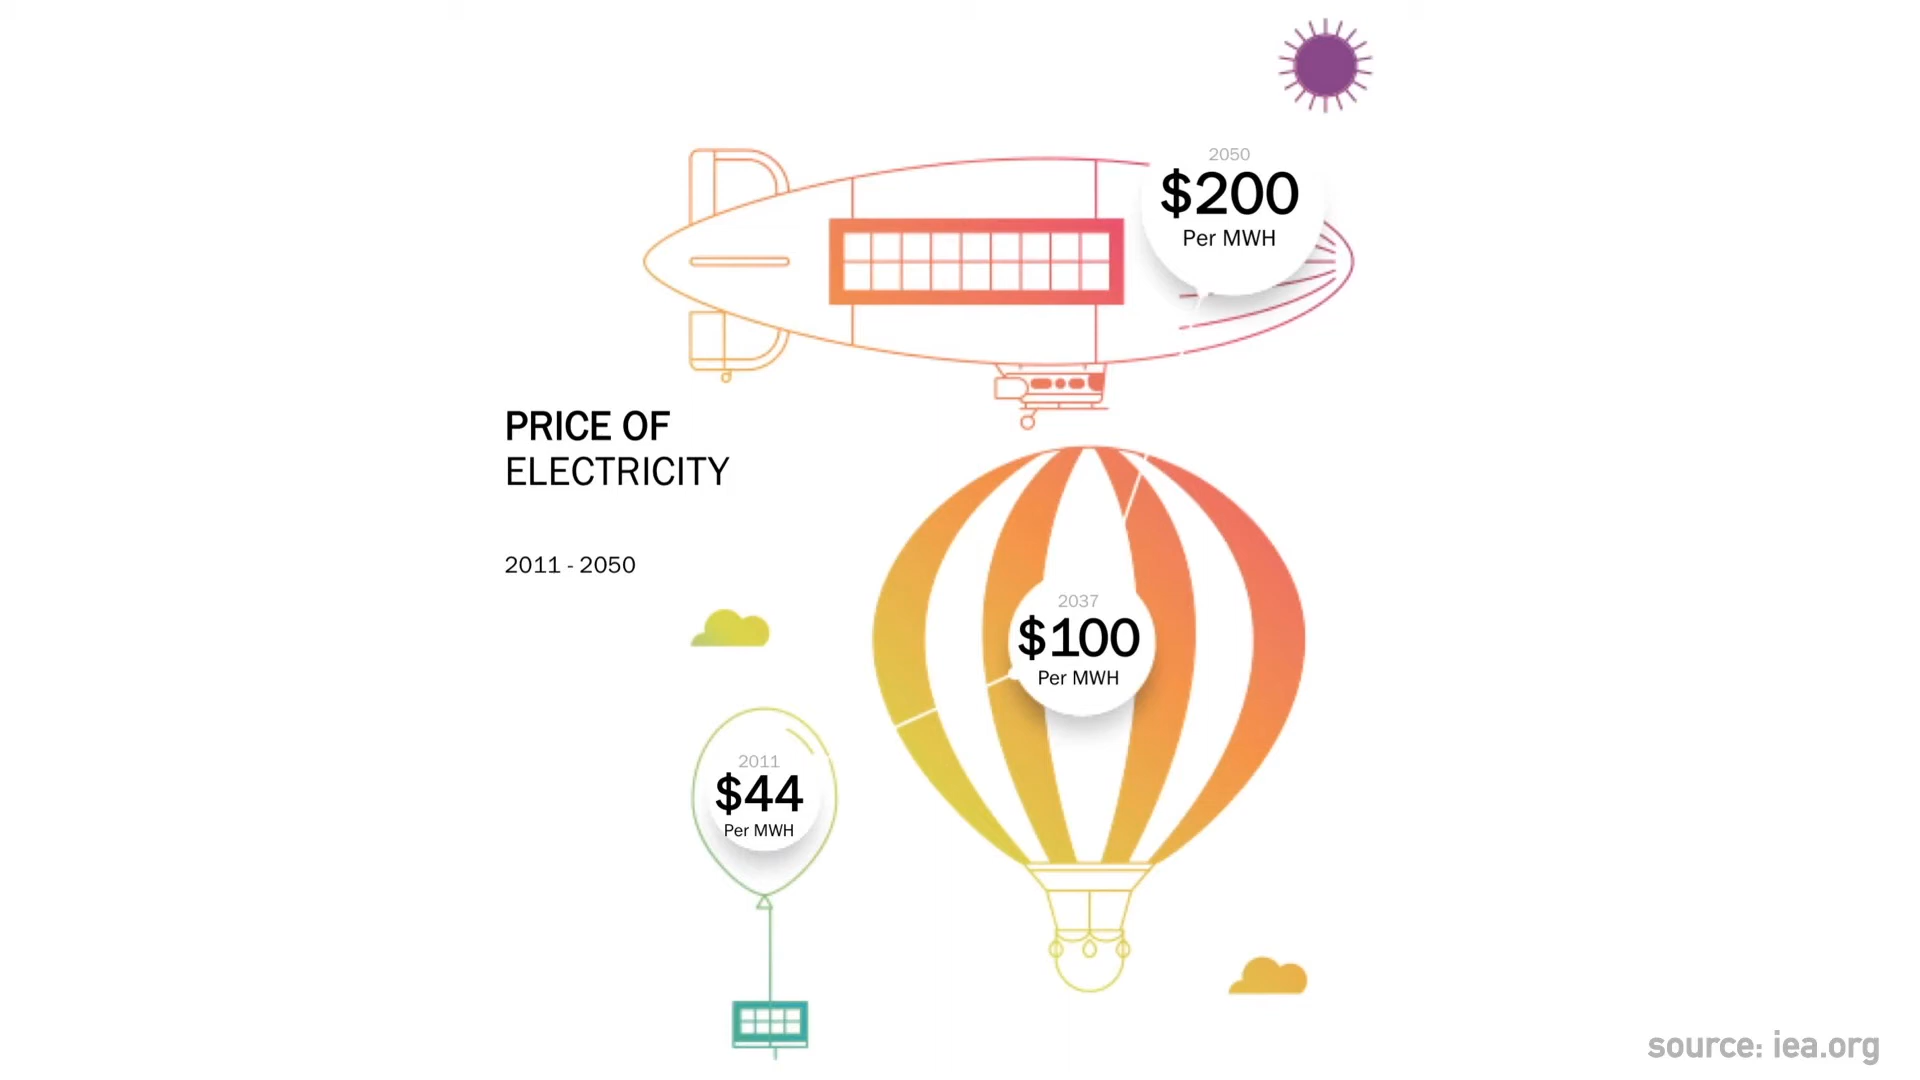 2050
$200
Per MWH
PRICE OF
ELECTRICITY
2011 - 2050
2037
$100
Per MWH
2011
$44
Per MWH
source: iea.org